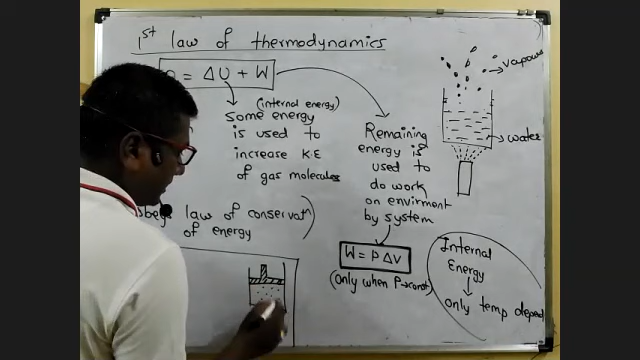 1st law of thermodynamics
= ΔU + W
(internal energy)
Some energy
is used to
increase K.E
of gas molecules
law of conservatn
of energy
Remaining
energy is
used to
do work
on envirment
by system
W = P ΔV
(Only when P→const)
vapours
water
Internal
Energy
only temp depend